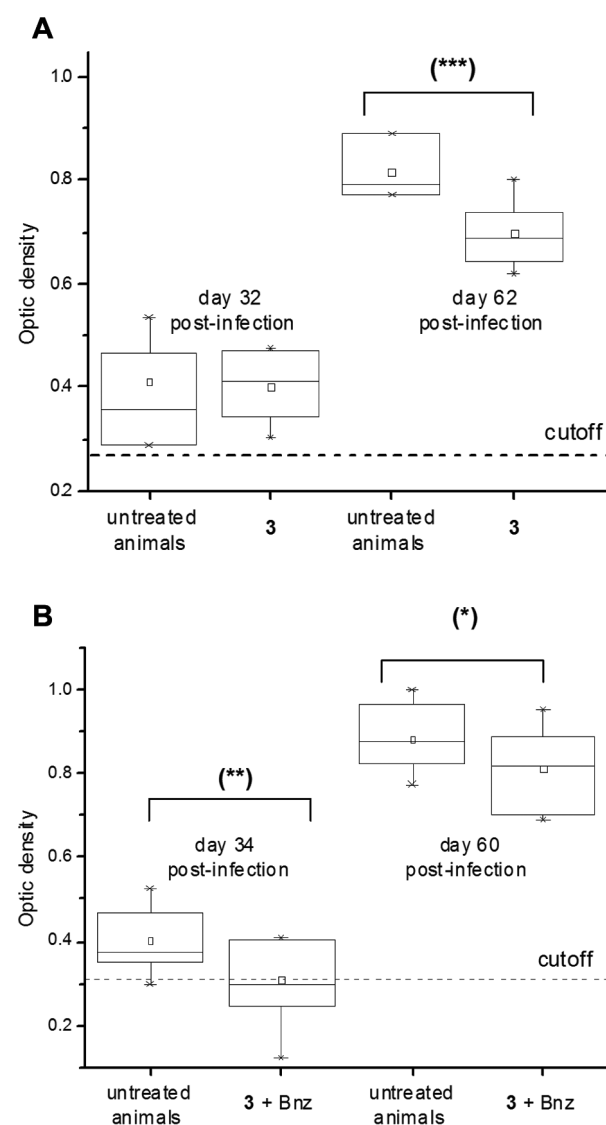 A
(***)
1.0
0.8
0.6
0.4
0.2
Optic density
day 32
post-infection
day 62
post-infection
cutoff
untreated
animals
3
untreated
animals
3
B
(*)
1.0
0.8
0.6
0.4
0.2
Optic density
(**)
day 34
post-infection
day 60
post-infection
cutoff
untreated
animals
3 + Bnz
untreated
animals
3 + Bnz